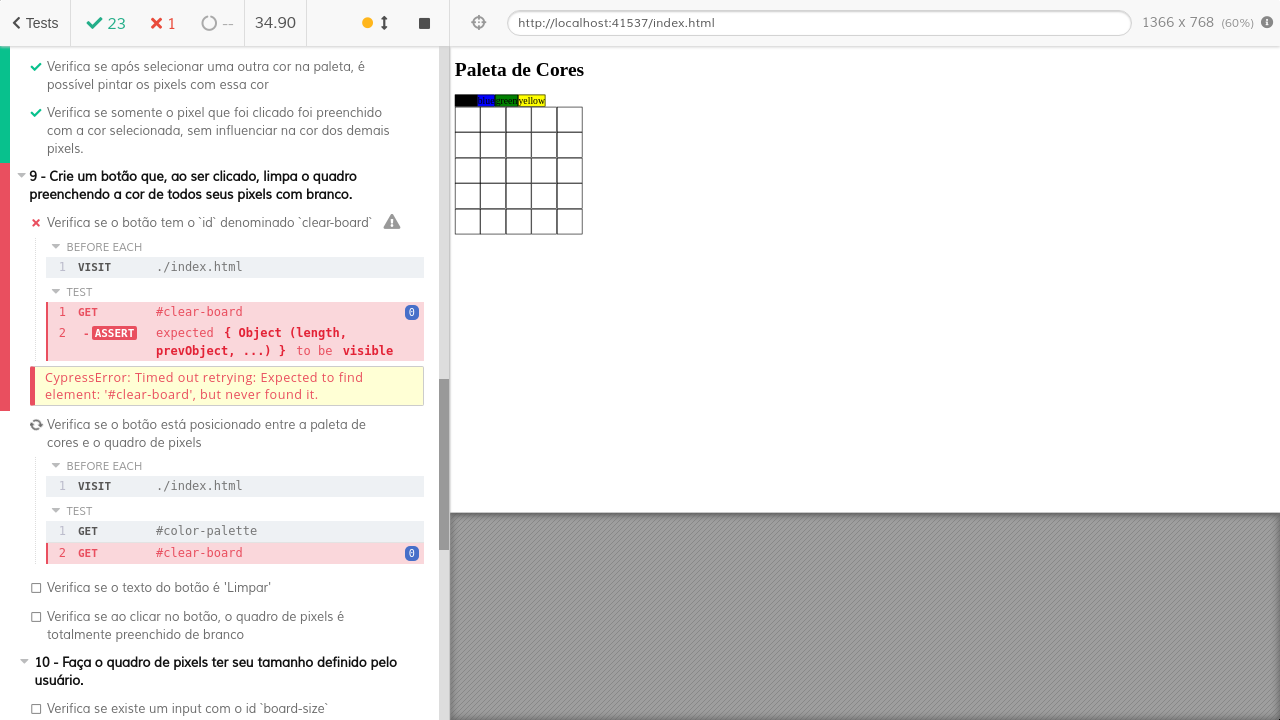 Tests
23
1
--
34.90
http://localhost:41537/index.html
1366 x 768 (60%)
Verifica se após selecionar uma outra cor na paleta, é
possível pintar os pixels com essa cor
Verifica se somente o pixel que foi clicado foi preenchido
com a cor selecionada, sem influenciar na cor dos demais
pixels.
9 - Crie um botão que, ao ser clicado, limpa o quadro
preenchendo a cor de todos seus pixels com branco.
Verifica se o botão tem o `id` denominado `clear-board`
BEFORE EACH
1 VISIT ./index.html
TEST
1 GET #clear-board 0
2 -ASSERT expected { Object (length,
prevObject, ...) } to be visible
CypressError: Timed out retrying: Expected to find
element: '#clear-board', but never found it.
Verifica se o botão está posicionado entre a paleta de
cores e o quadro de pixels
BEFORE EACH
1 VISIT ./index.html
TEST
1 GET #color-palette
2 GET #clear-board 0
Verifica se o texto do botão é 'Limpar'
Verifica se ao clicar no botão, o quadro de pixels é
totalmente preenchido de branco
10 - Faça o quadro de pixels ter seu tamanho definido pelo
usuário.
Verifica se existe um input com o id `board-size`
Paleta de Cores
blue green yellow